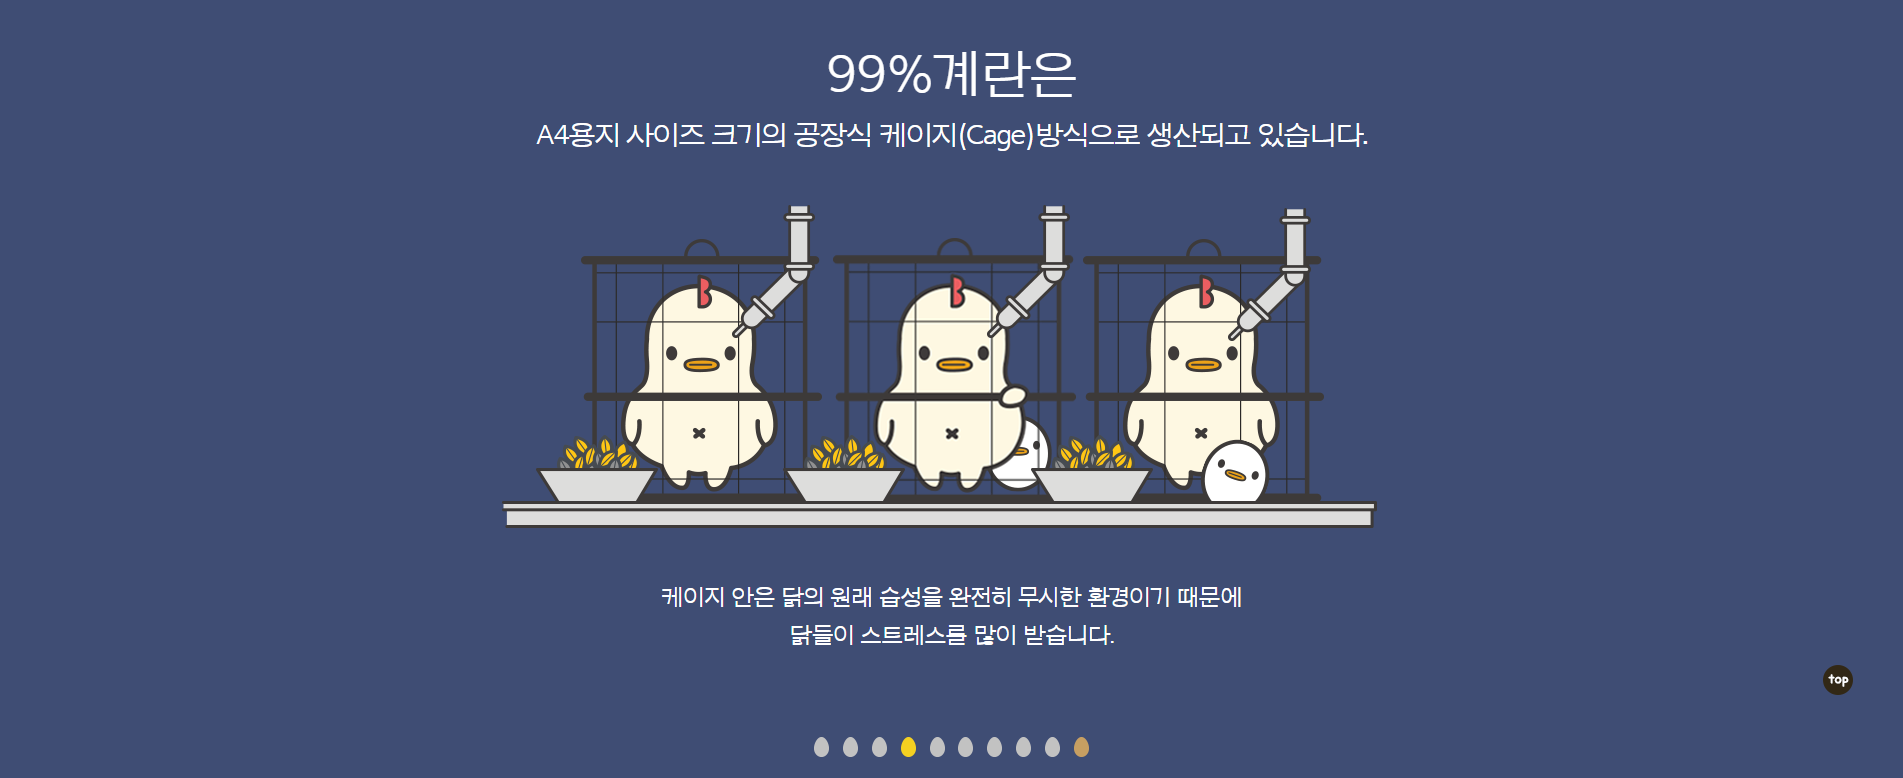 99%계란은
A4용지 사이즈 크기의 공장식 케이지(Cage)방식으로 생산되고 있습니다.
케이지 안은 닭의 원래 습성을 완전히 무시한 환경이기 때문에
닭들이 스트레스를 많이 받습니다.
top